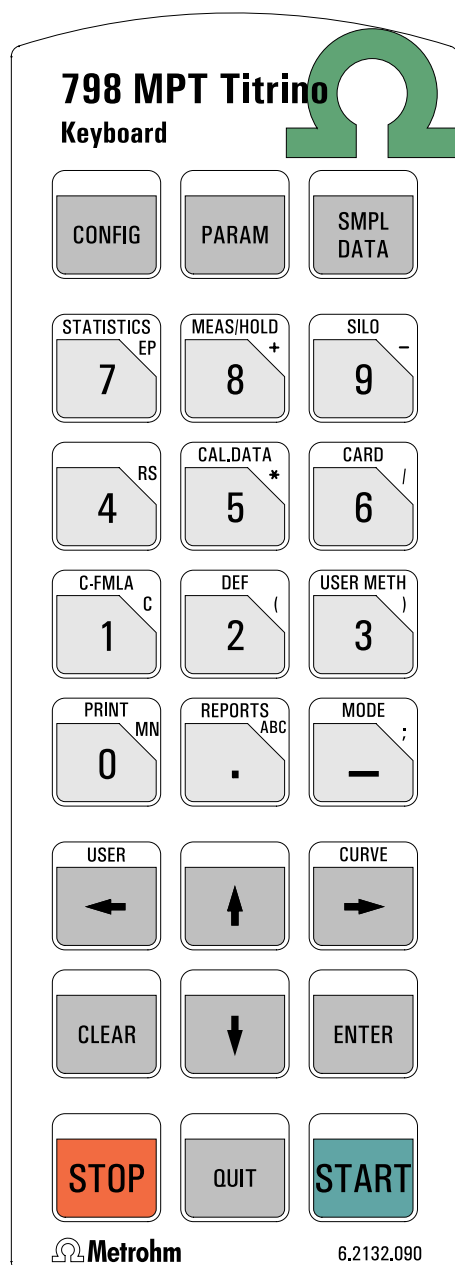 798 MPT Titrino
Keyboard
CONFIG PARAM SMPL DATA
STATISTICS MEAS/HOLD SILO
EP + −
7 8 9
CAL.DATA CARD
RS * /
4 5 6
C-FMLA DEF USER METH
C ( )
1 2 3
PRINT REPORTS MODE
MN ABC ;
0 . —
USER CURVE
← ↑ →
CLEAR ↓ ENTER
STOP QUIT START
Metrohm 6.2132.090